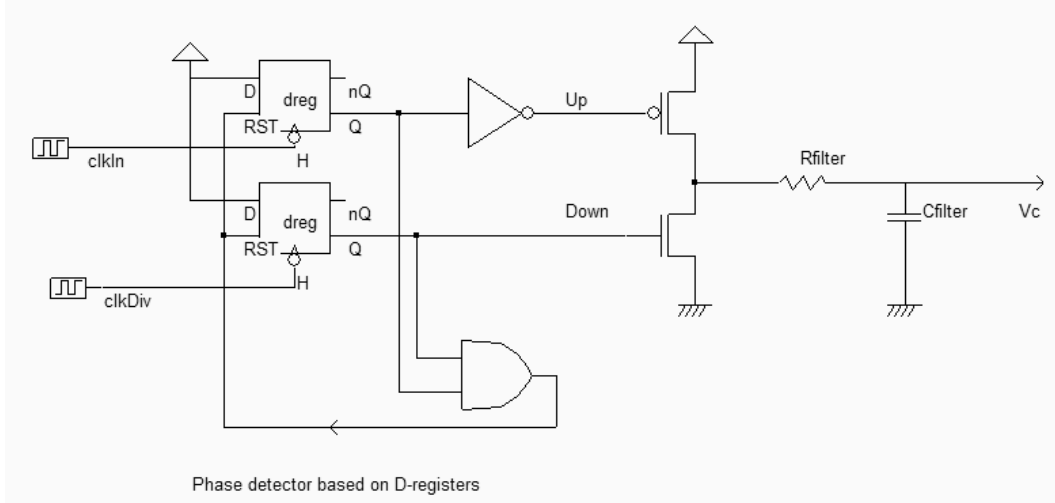 D
dreg
nQ
Q
RST
H
clkIn
Up
Rfilter
D
dreg
nQ
Q
RST
H
clkDiv
Down
Cfilter
Vc
Phase detector based on D-registers